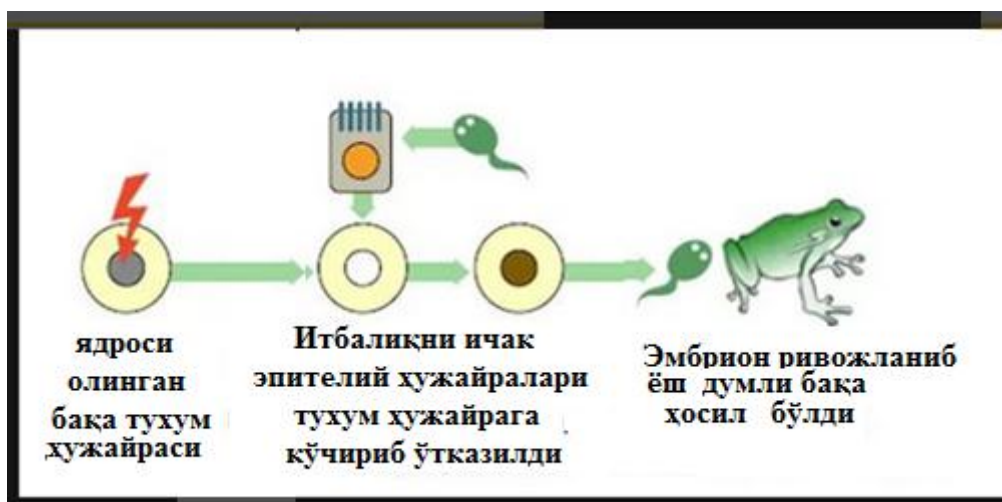 ядроси
олинган
бақа тухум
ҳужайраси
Итбалиқни ичак
эпителий ҳужайралари
тухум ҳужайрага
кўчириб ўтказилди
Эмбрион ривожланиб
ёш думли бақа
ҳосил бўлди